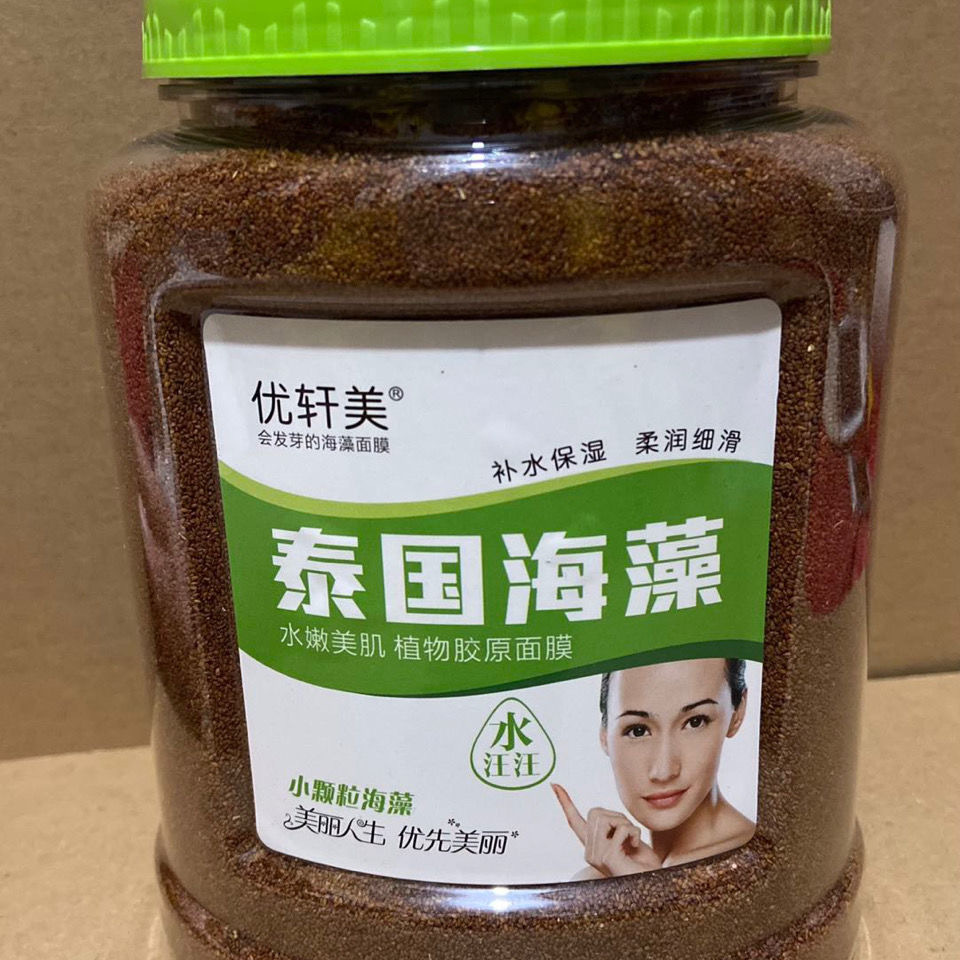 优轩美®
会发芽的海藻面膜
补水保湿 柔润细滑
泰国海藻
水嫩美肌 植物胶原面膜
水
汪汪
小颗粒海藻
美丽人生 优先美丽